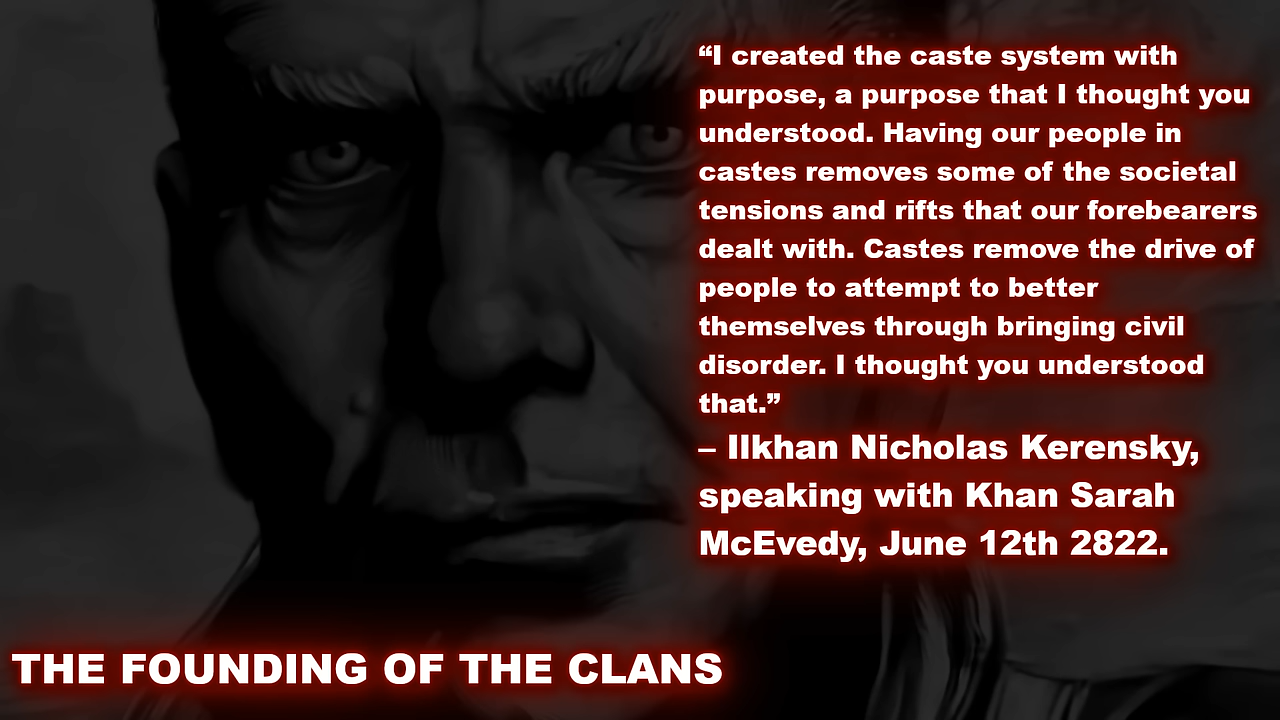 “I created the caste system with
purpose, a purpose that I thought you
understood. Having our people in
castes removes some of the societal
tensions and rifts that our forebearers
dealt with. Castes remove the drive of
people to attempt to better
themselves through bringing civil
disorder. I thought you understood
that.”
– Ilkhan Nicholas Kerensky,
speaking with Khan Sarah
McEvedy, June 12th 2822.
THE FOUNDING OF THE CLANS